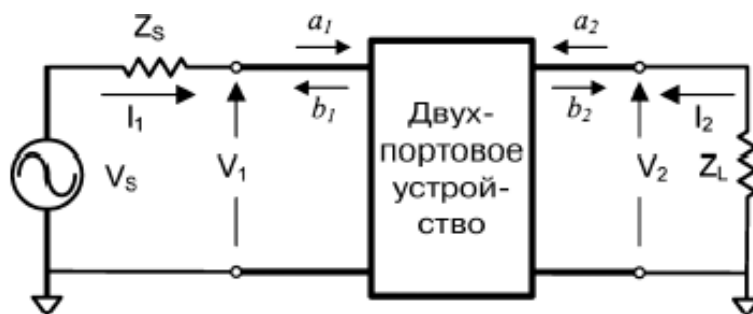 Z_S
a_1
a_2
b_1
b_2
I_1
I_2
V_S
V_1
V_2
Z_L
Двух-
портовое
устрой-
ство